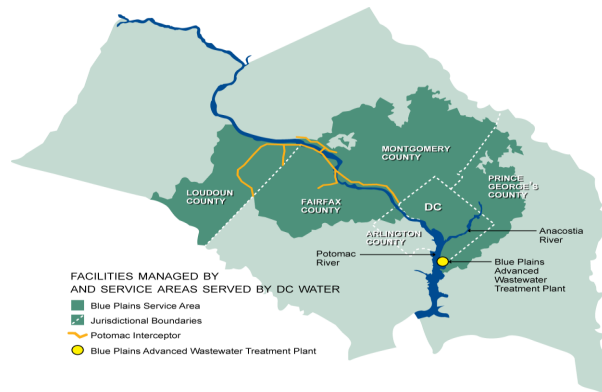 MONTGOMERY
COUNTY
PRINCE
GEORGE'S
COUNTY
LOUDOUN
COUNTY
FAIRFAX
COUNTY
DC
ARLINGTON
COUNTY
Anacostia
River
Potomac
River
Blue Plains
Advanced
Wastewater
Treatment Plant
FACILITIES MANAGED BY
AND SERVICE AREAS SERVED BY DC WATER
Blue Plains Service Area
Jurisdictional Boundaries
Potomac Interceptor
Blue Plains Advanced Wastewater Treatment Plant